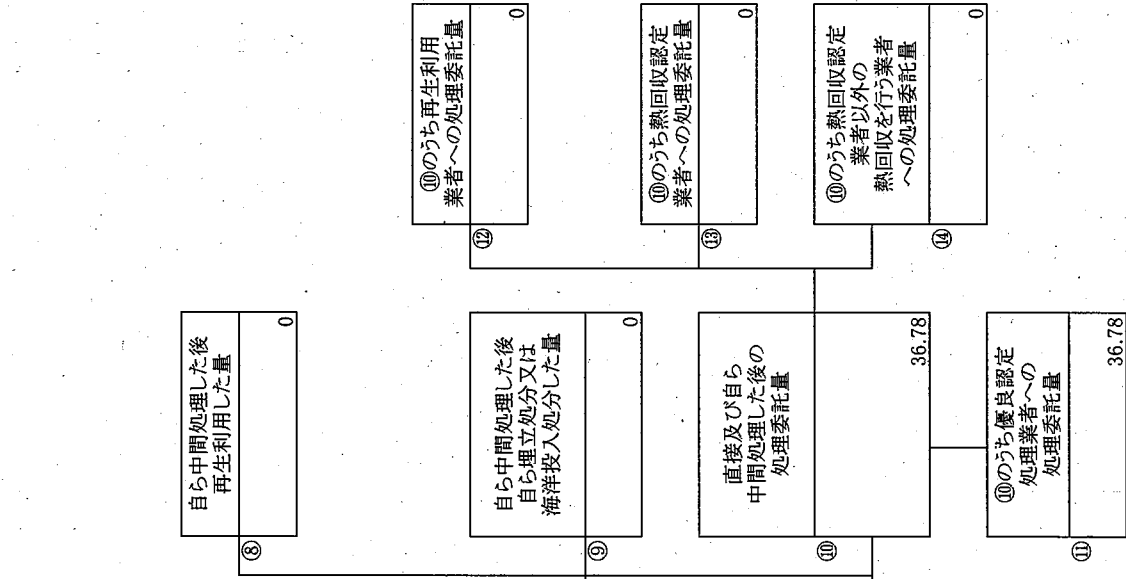 自ら中間処理した後
再生利用した量
⑧
0
自ら中間処理した後
自ら埋立処分又は
海洋投入処分した量
⑨
0
直接及び自ら
中間処理した後の
処理委託量
⑩
36.78
⑩のうち優良認定
処理業者への
処理委託量
⑪
36.78
⑩のうち再生利用
業者への処理委託量
⑫
0
⑩のうち熱回収認定
業者への処理委託量
⑬
0
⑩のうち熱回収認定
業者以外の
熱回収を行う業者
への処理委託量
⑭
0